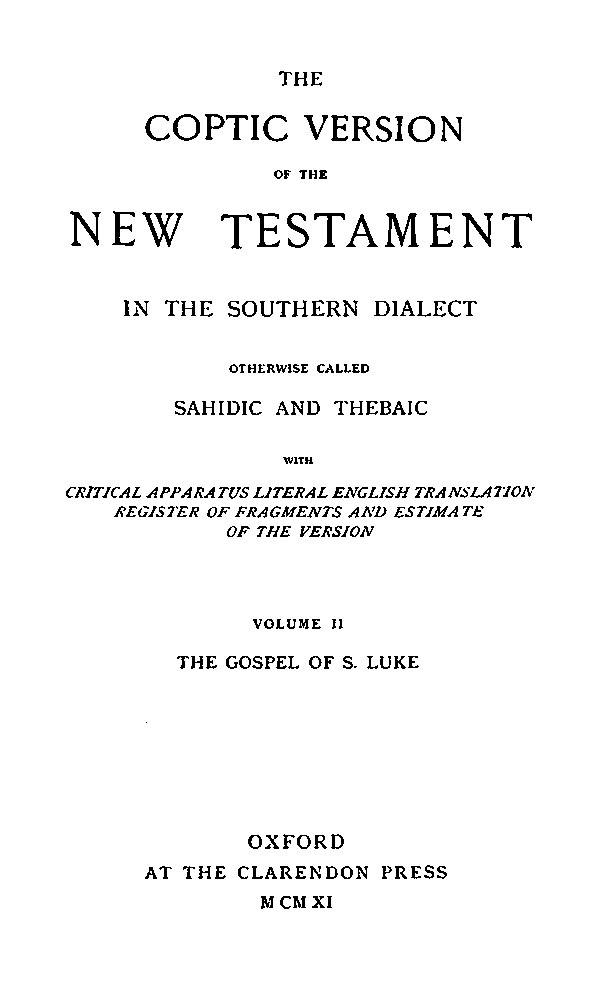 THE
COPTIC VERSION
OF THE
NEW TESTAMENT
IN THE SOUTHERN DIALECT
OTHERWISE CALLED
SAHIDIC AND THEBAIC
WITH
CRITICAL APPARATUS LITERAL ENGLISH TRANSLATION
REGISTER OF FRAGMENTS AND ESTIMATE
OF THE VERSION
VOLUME II
THE GOSPEL OF S. LUKE
OXFORD
AT THE CLARENDON PRESS
MCMXI